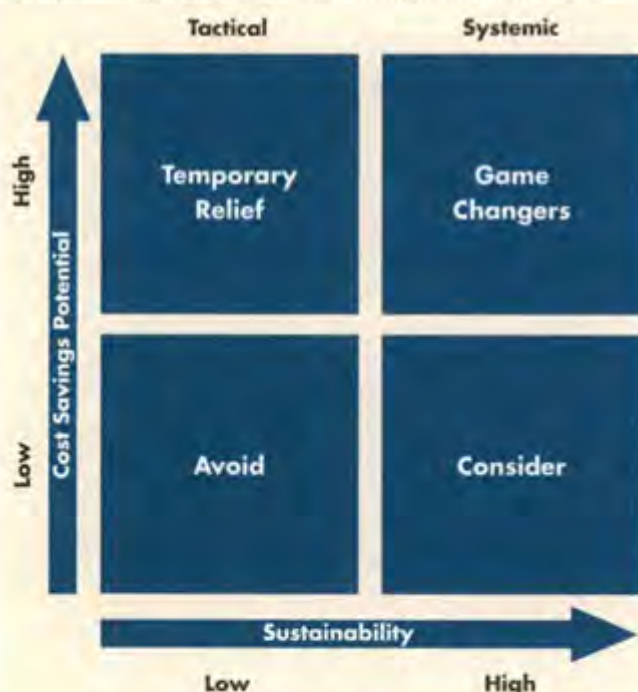 Tactical
Systemic
High
Cost Savings Potential
Temporary
Relief
Game
Changers
Low
Avoid
Consider
Sustainability
Low
High